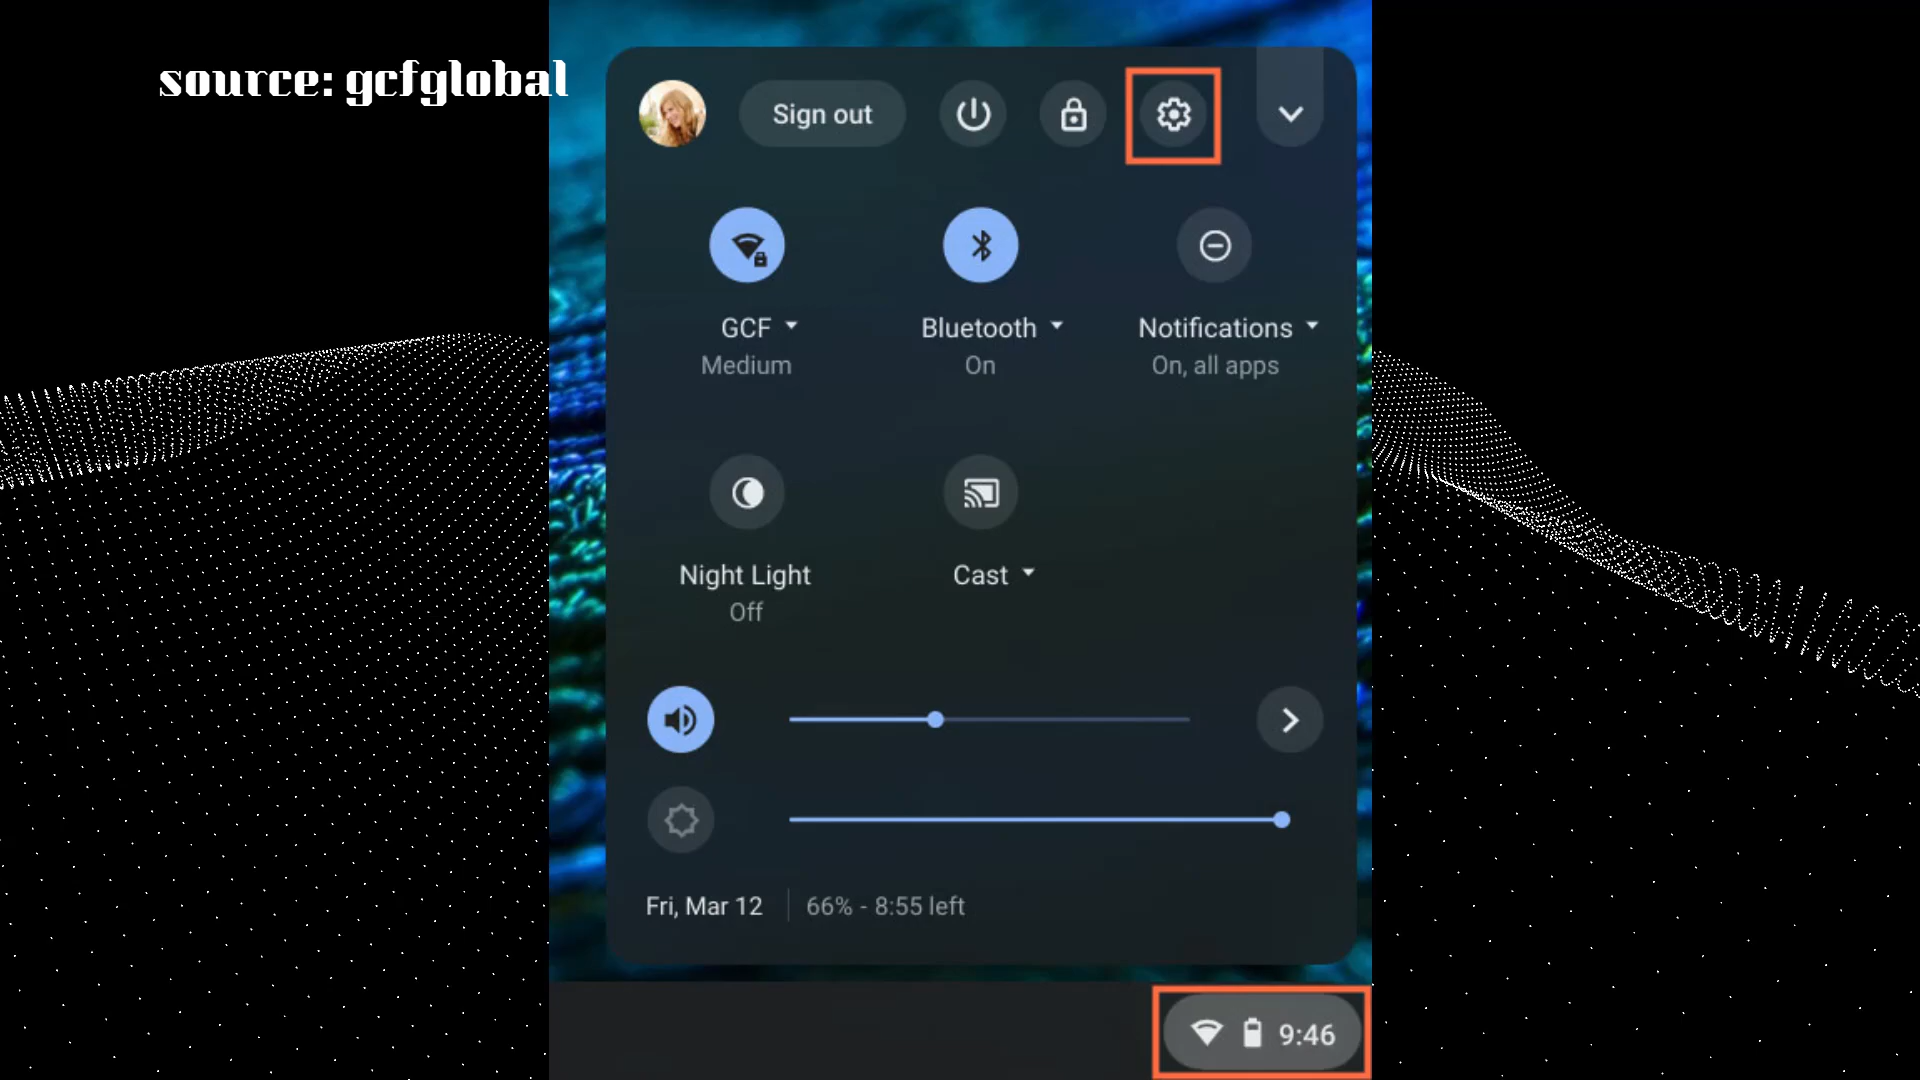 source: gcfglobal
Sign out
GCF
Medium
Bluetooth
On
Notifications
On, all apps
Night Light
Off
Cast
Fri, Mar 12
66% - 8:55 left
9:46